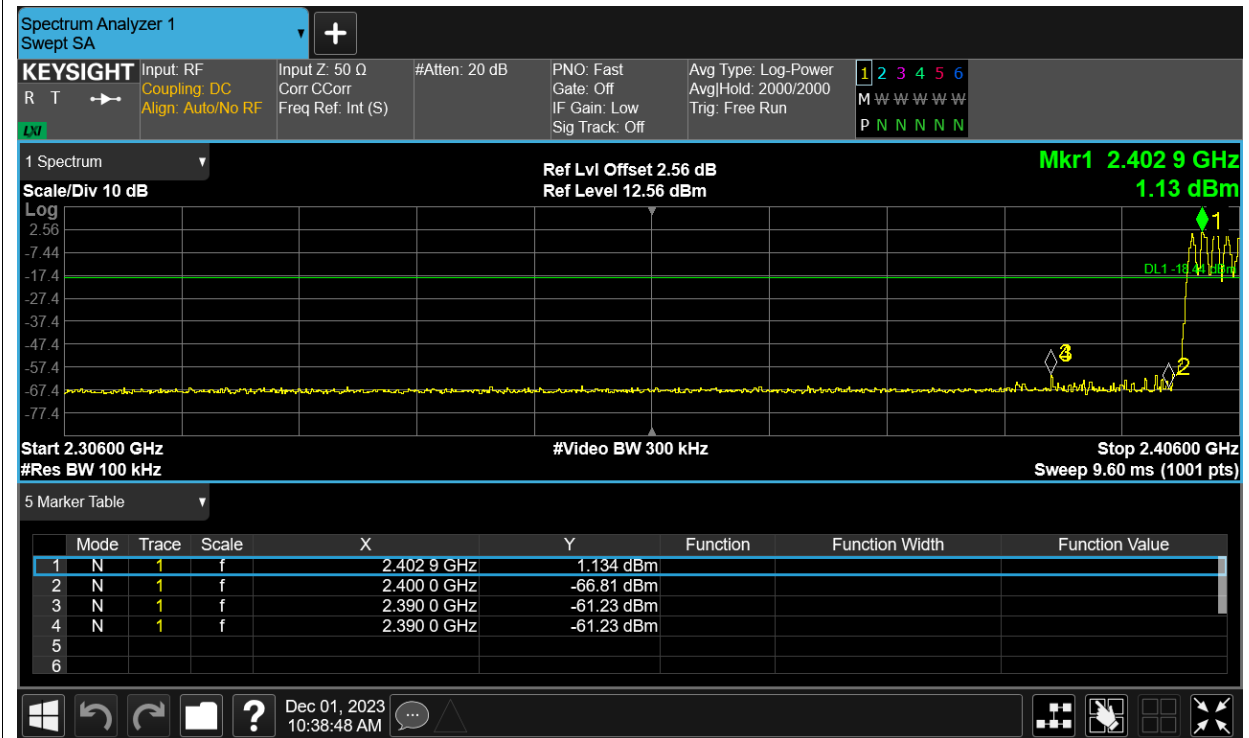 Spectrum Analyzer 1
Swept SA
KEYSIGHT
R T
LXI
Input: RF
Coupling: DC
Align: Auto/No RF
Input Z: 50 Ω
Corr CCorr
Freq Ref: Int (S)
#Atten: 20 dB
PNO: Fast
Gate: Off
IF Gain: Low
Sig Track: Off
Avg Type: Log-Power
Avg|Hold: 2000/2000
Trig: Free Run
1 2 3 4 5 6
M W W W W W
P N N N N N
1 Spectrum
Scale/Div 10 dB
Ref Lvl Offset 2.56 dB
Ref Level 12.56 dBm
Mkr1 2.402 9 GHz
1.13 dBm
Log
2.56
-7.44
-17.4
-27.4
-37.4
-47.4
-57.4
-67.4
-77.4
1
DL1 -18.44 dBm
2
Start 2.30600 GHz
#Res BW 100 kHz
#Video BW 300 kHz
Stop 2.40600 GHz
Sweep 9.60 ms (1001 pts)
5 Marker Table
Mode Trace Scale X Y Function Function Width Function Value
1 N 1 f 2.402 9 GHz 1.134 dBm
2 N 1 f 2.400 0 GHz -66.81 dBm
3 N 1 f 2.390 0 GHz -61.23 dBm
4 N 1 f 2.390 0 GHz -61.23 dBm
5
6
?
Dec 01, 2023
10:38:48 AM